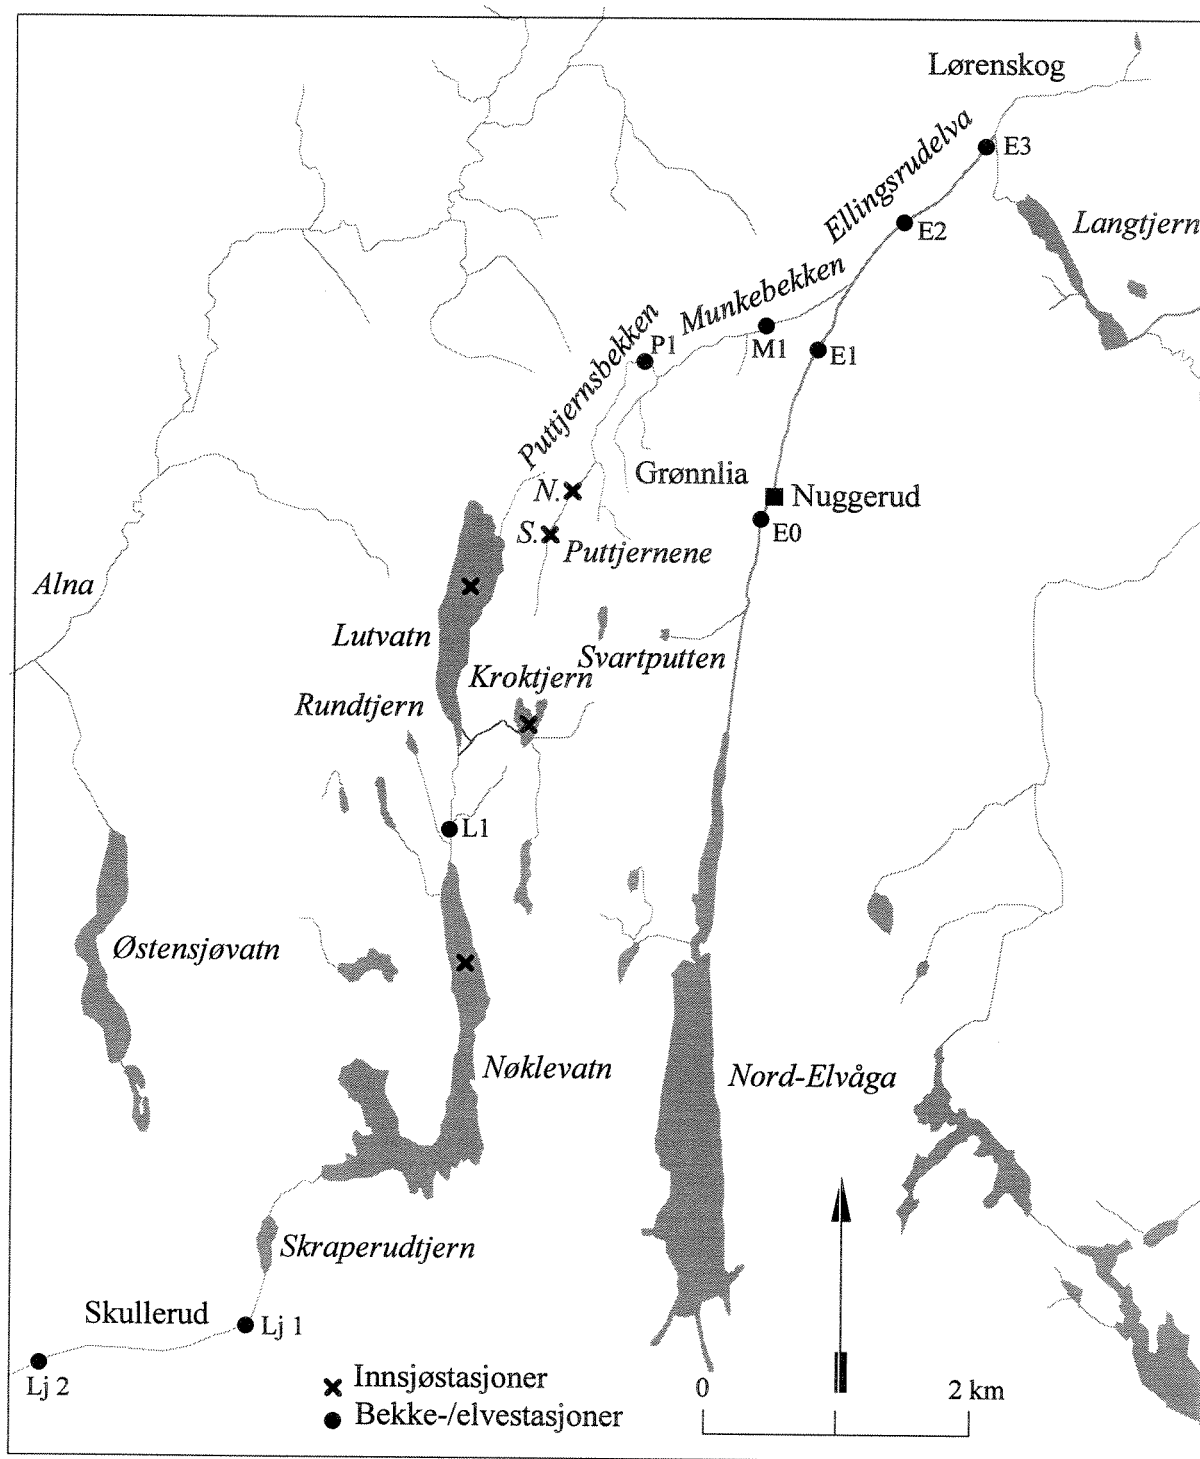 Lørenskog
E3
Ellingsrudelva
Langtjern
E2
Munkebekken
Puttjernsbekken
P1
M1
E1
Grønnlia
N.
Nuggerud
S.
E0
Puttjernene
Alna
Lutvatn
Svartputten
Kroktjern
Rundtjern
L1
Østensjøvatn
Nøklevatn
Nord-Elvåga
Skraperudtjern
Skullerud
Lj 1
Lj 2
Innsjøstasjoner
Bekke-/elvestasjoner
0
2 km